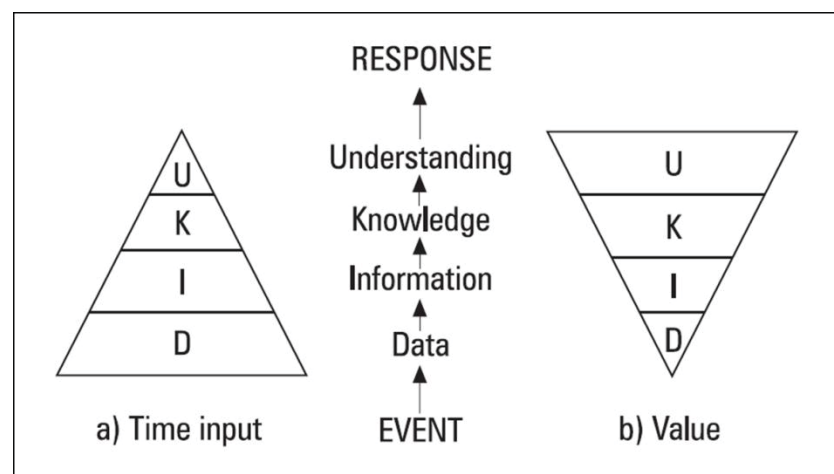 RESPONSE
Understanding
Knowledge
Information
Data
EVENT
U
K
I
D
a) Time input
U
K
I
D
b) Value